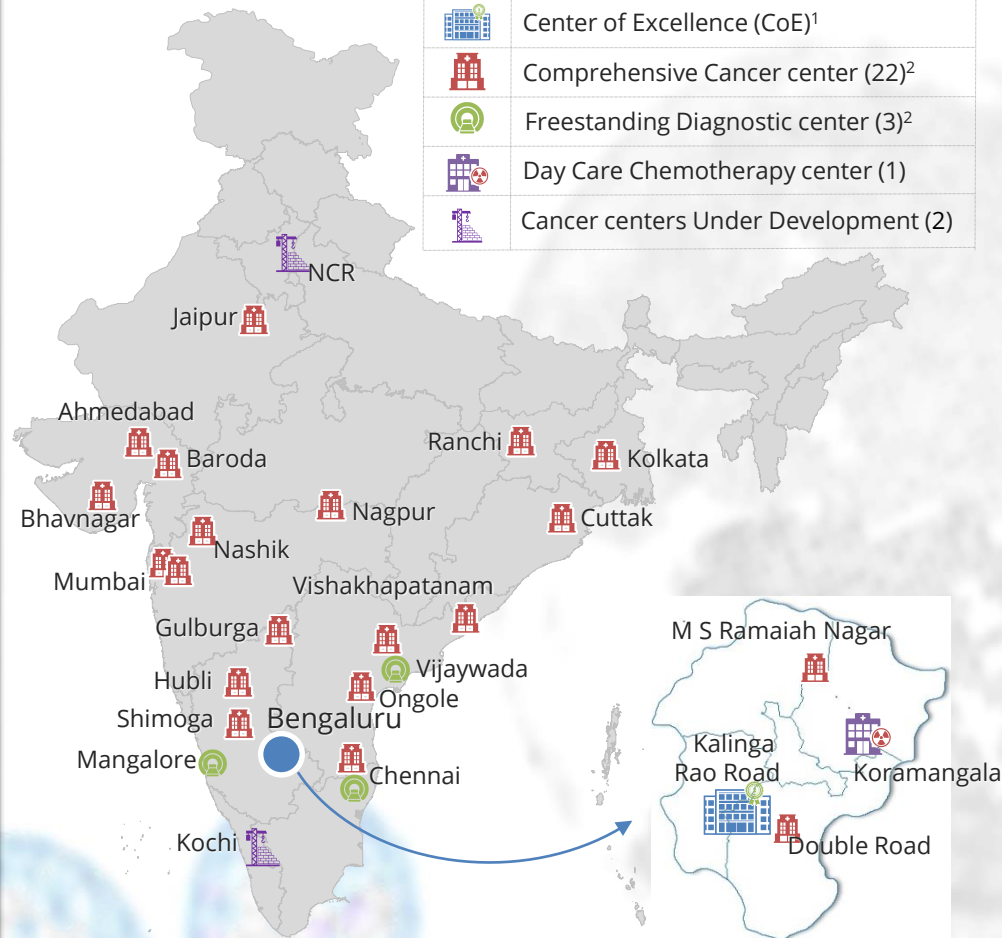 Center of Excellence (CoE)¹
Comprehensive Cancer center (22)²
Freestanding Diagnostic center (3)²
Day Care Chemotherapy center (1)
Cancer centers Under Development (2)
NCR
Jaipur
Ahmedabad
Baroda
Ranchi
Kolkata
Bhavnagar
Nagpur
Cuttak
Nashik
Mumbai
Vishakhapatanam
Gulburga
Vijaywada
Hubli
Ongole
Shimoga
Bengaluru
Mangalore
Chennai
Kochi
M S Ramaiah Nagar
Kalinga
Rao Road
Koramangala
Double Road